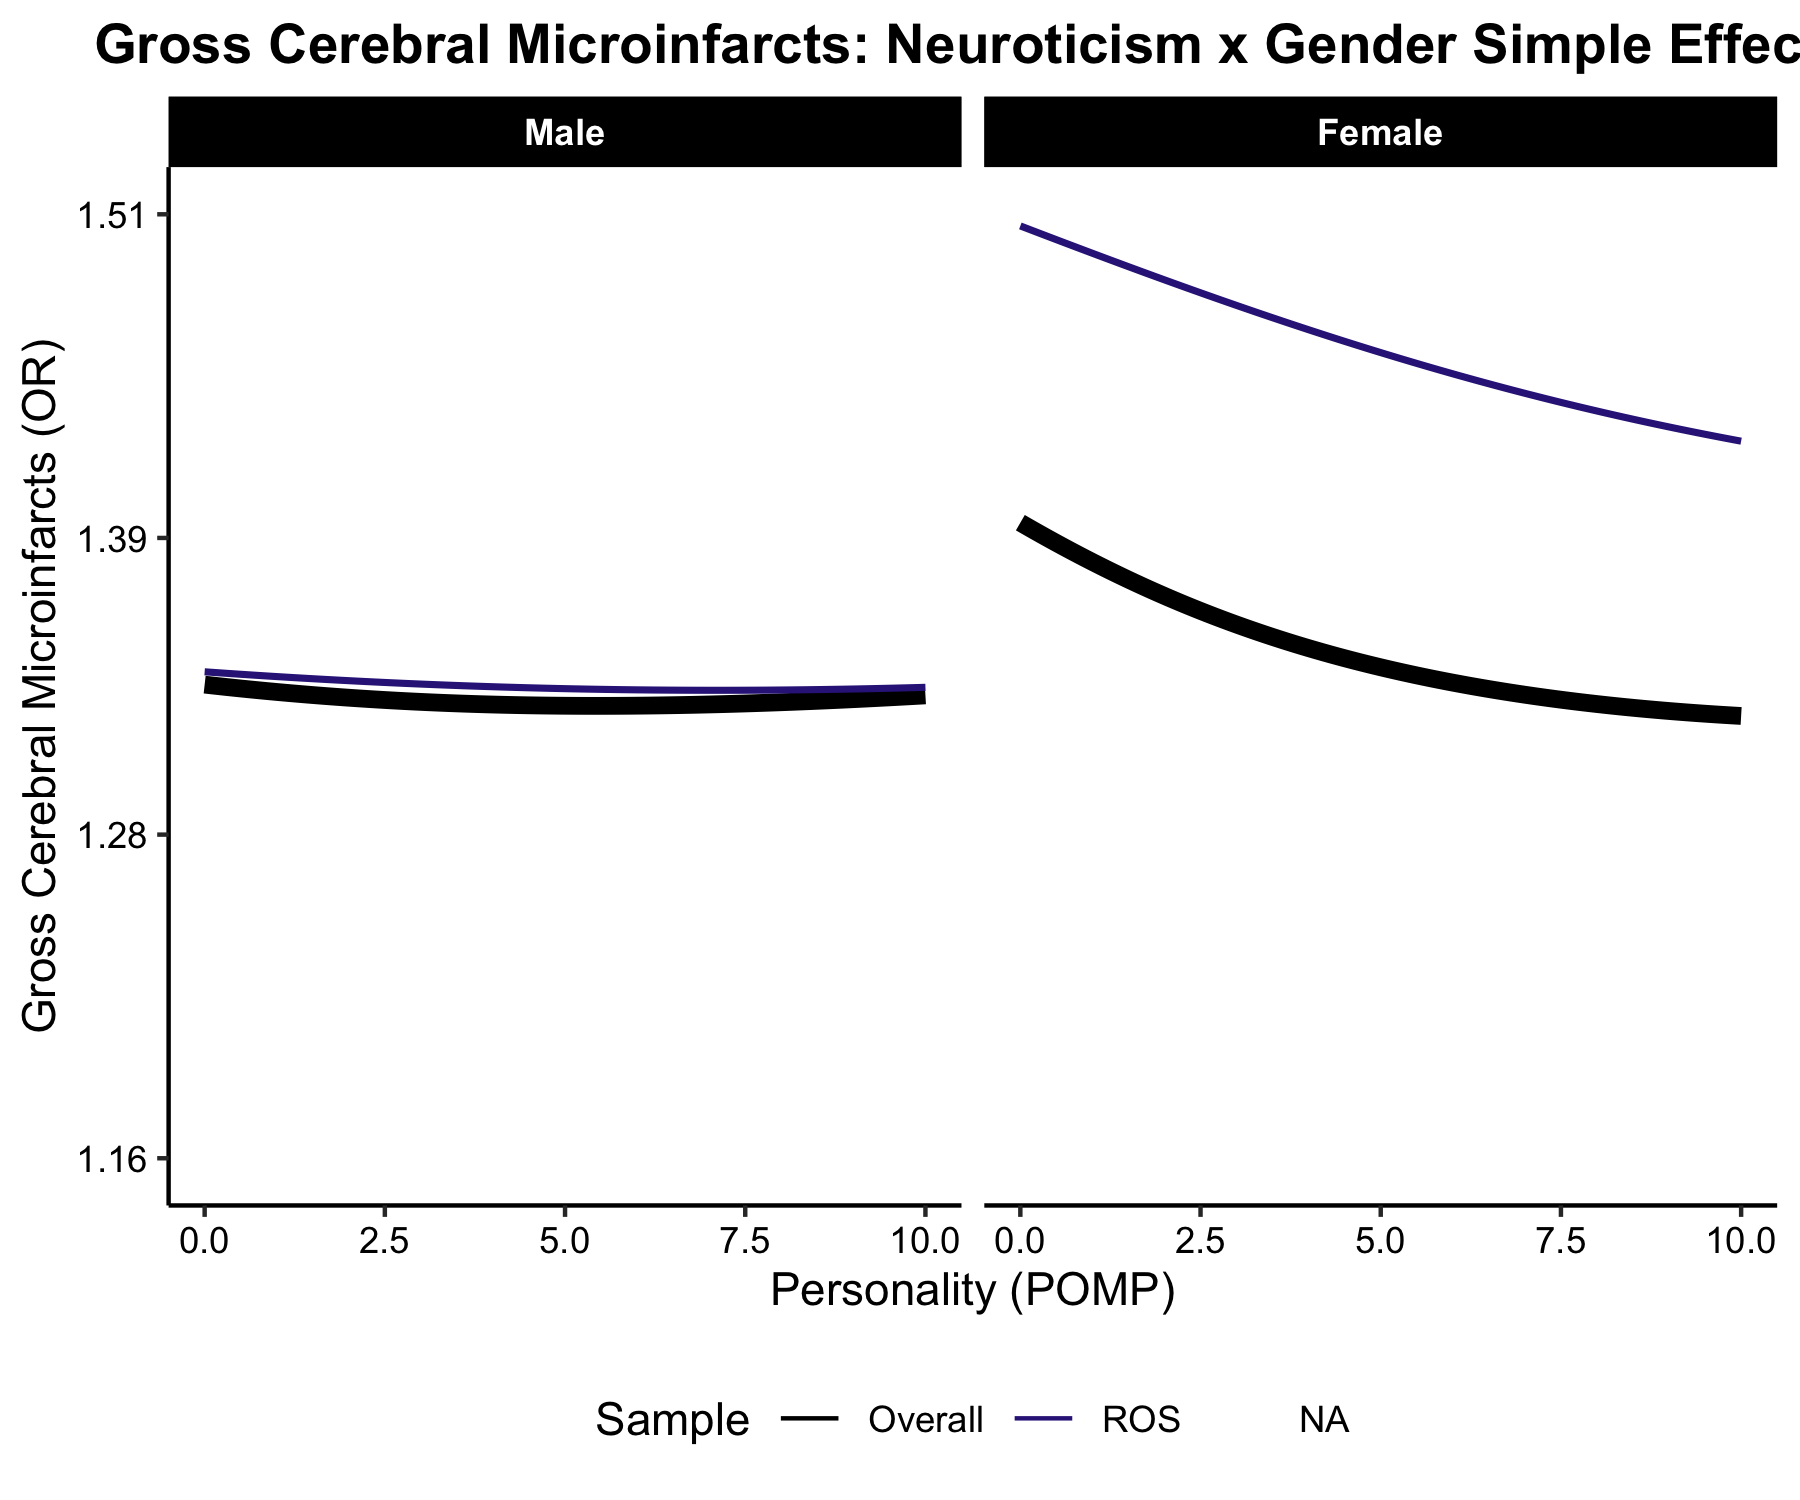 Gross Cerebral Microinfarcts: Neuroticism x Gender Simple Effec
Male
Female
Gross Cerebral Microinfarcts (OR)
1.51
1.39
1.28
1.16
0.0 2.5 5.0 7.5 10.0
0.0 2.5 5.0 7.5 10.0
Personality (POMP)
Sample Overall ROS NA